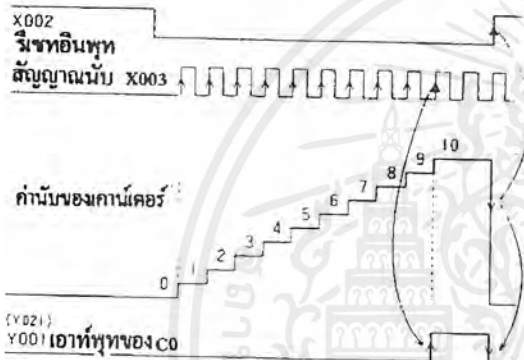 X002
รีเซทอินพุท
สัญญาณนับ X003
ค่านับของเคาน์เตอร์
0 1 2 3 4 5 6 7 8 9 10
(Y021)
Y001 เอาท์พุทของ C0